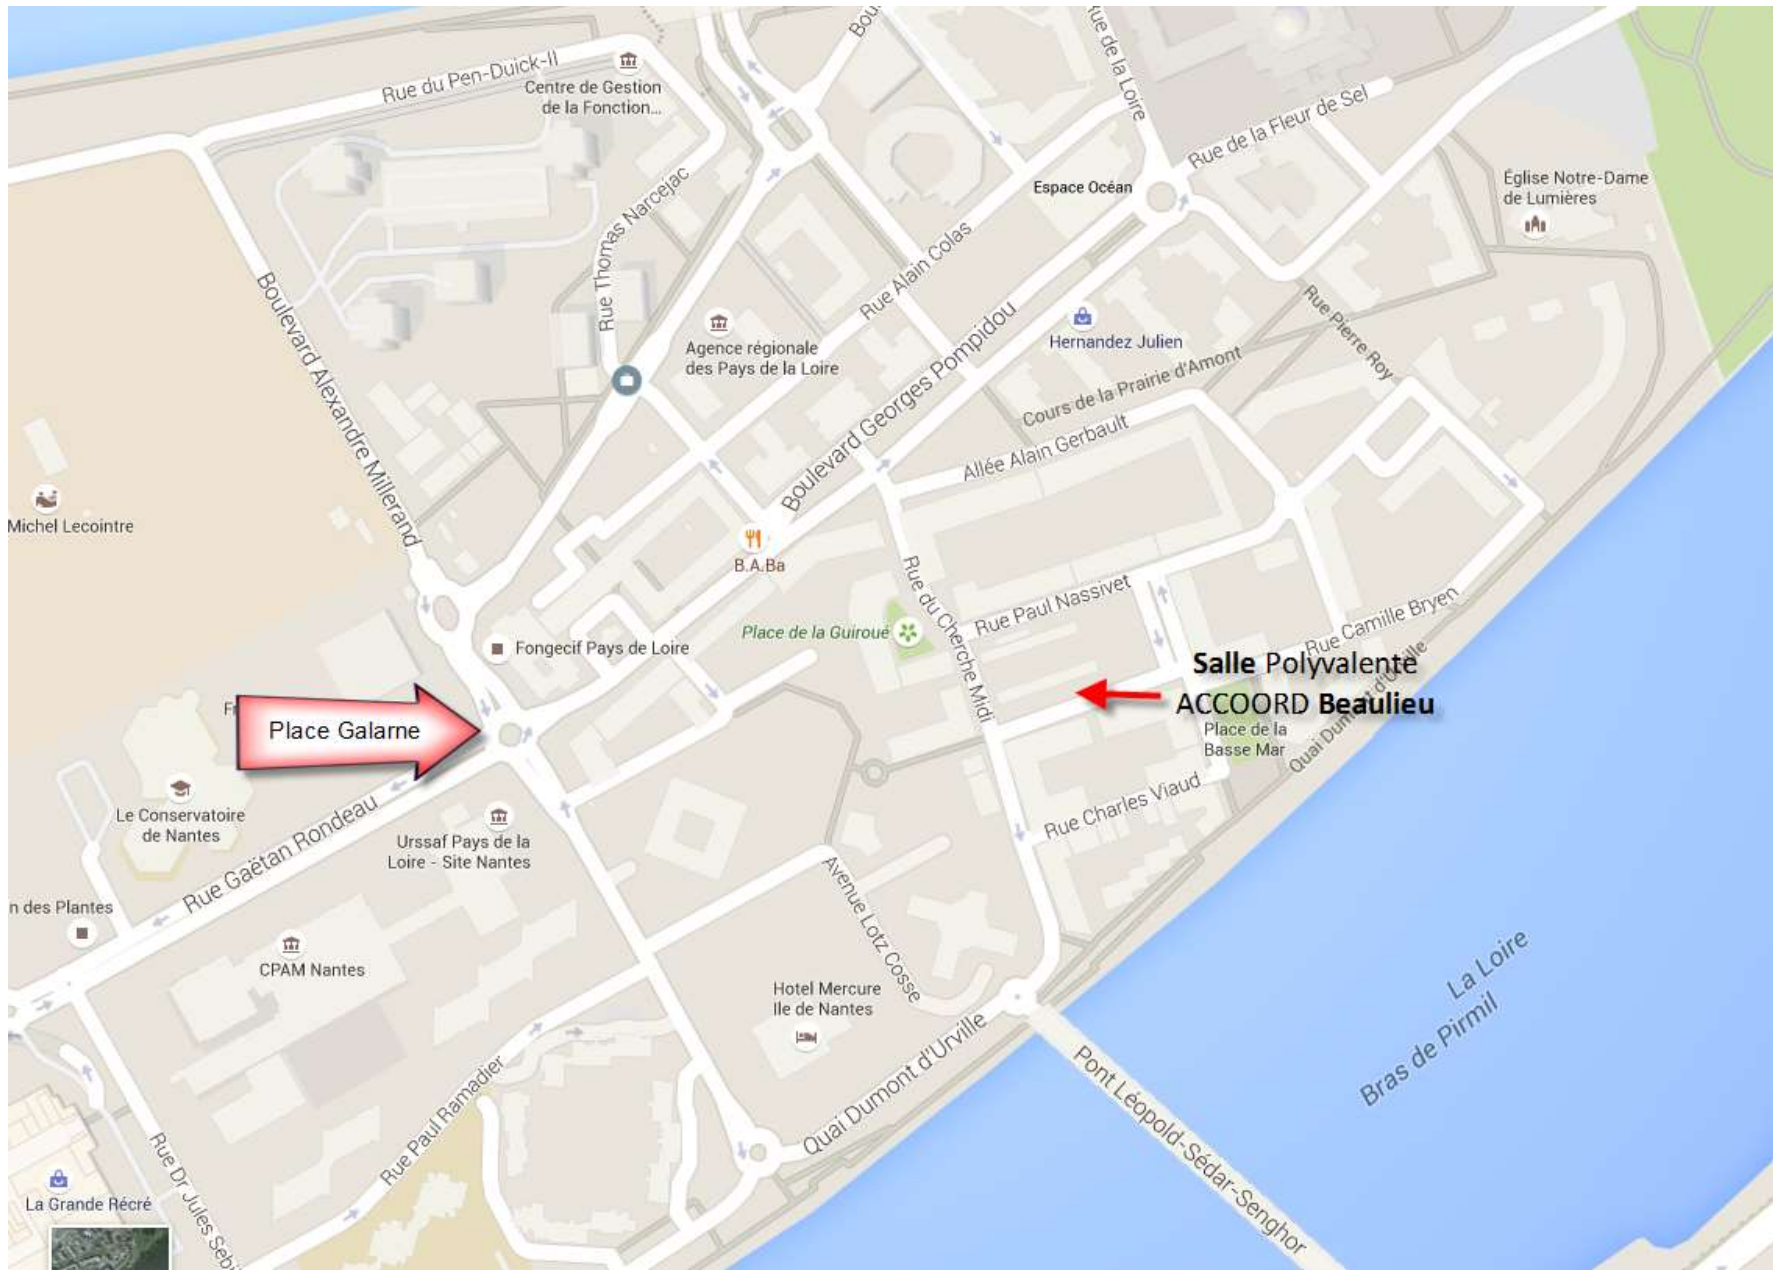 Bou
Rue du Pen-Duick-II
Centre de Gestion
de la Fonction...
Rue de la Loire
Rue de la Fleur de Sel
Espace Océan
Église Notre-Dame
de Lumières
Rue Thomas Narcejac
Rue Alain Colas
Boulevard Alexandre Millerand
Agence régionale
des Pays de la Loire
Hernandez Julien
Rue Pierre Roy
Boulevard Georges Pompidou
Cours de la Prairie d'Amont
Allée Alain Gerbault
Michel Lecointre
B.A.Ba
Rue du Cherche Midi
Rue Paul Nassivet
Place de la Guiroué
Fongecif Pays de Loire
Rue Camille Bryen
Salle Polyvalente
ACCOORD Beaulieu
Quai Dumont d'Urville
F
Place Galarne
Place de la
Basse Mar
Le Conservatoire
de Nantes
Rue Gaëtan Rondeau
Urssaf Pays de la
Loire - Site Nantes
Rue Charles Viaud
n des Plantes
CPAM Nantes
Avenue Lotz Cosse
Hotel Mercure
Ile de Nantes
La Loire
Bras de Pirmil
Quai Dumont d'Urville
Pont Léopold-Sédar-Senghor
Rue Paul Ramadier
Rue Dr Jules Sebi
La Grande Récré